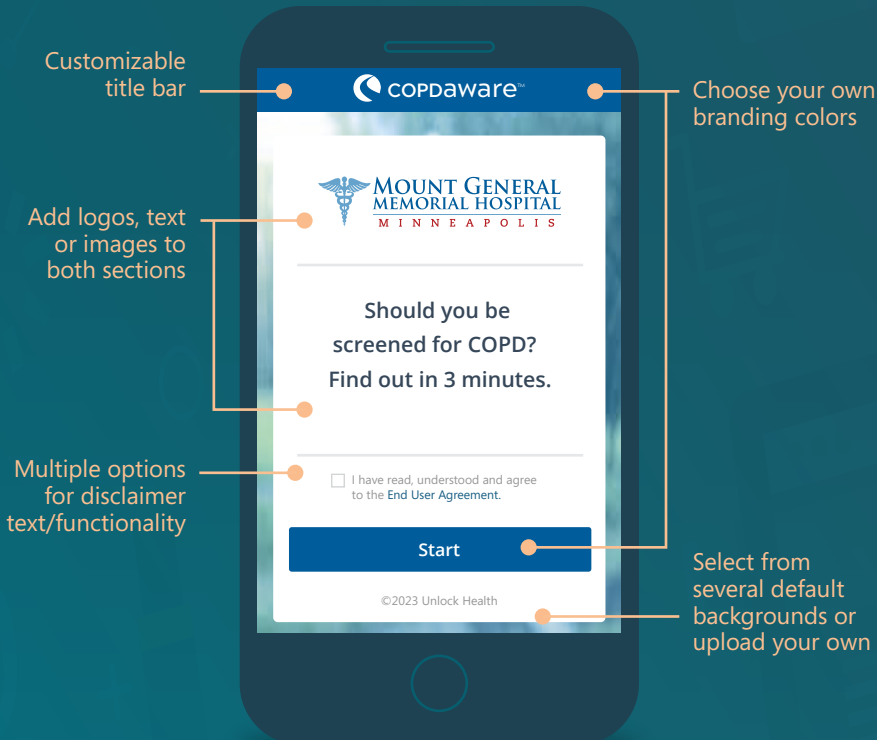 Customizable
title bar
COPDaware™
Choose your own
branding colors
MOUNT GENERAL
MEMORIAL HOSPITAL
MINNEAPOLIS
Add logos, text
or images to
both sections
Should you be
screened for COPD?
Find out in 3 minutes.
Multiple options
for disclaimer
text/functionality
I have read, understood and agree
to the End User Agreement.
Start
Select from
several default
backgrounds or
upload your own
©2023 Unlock Health